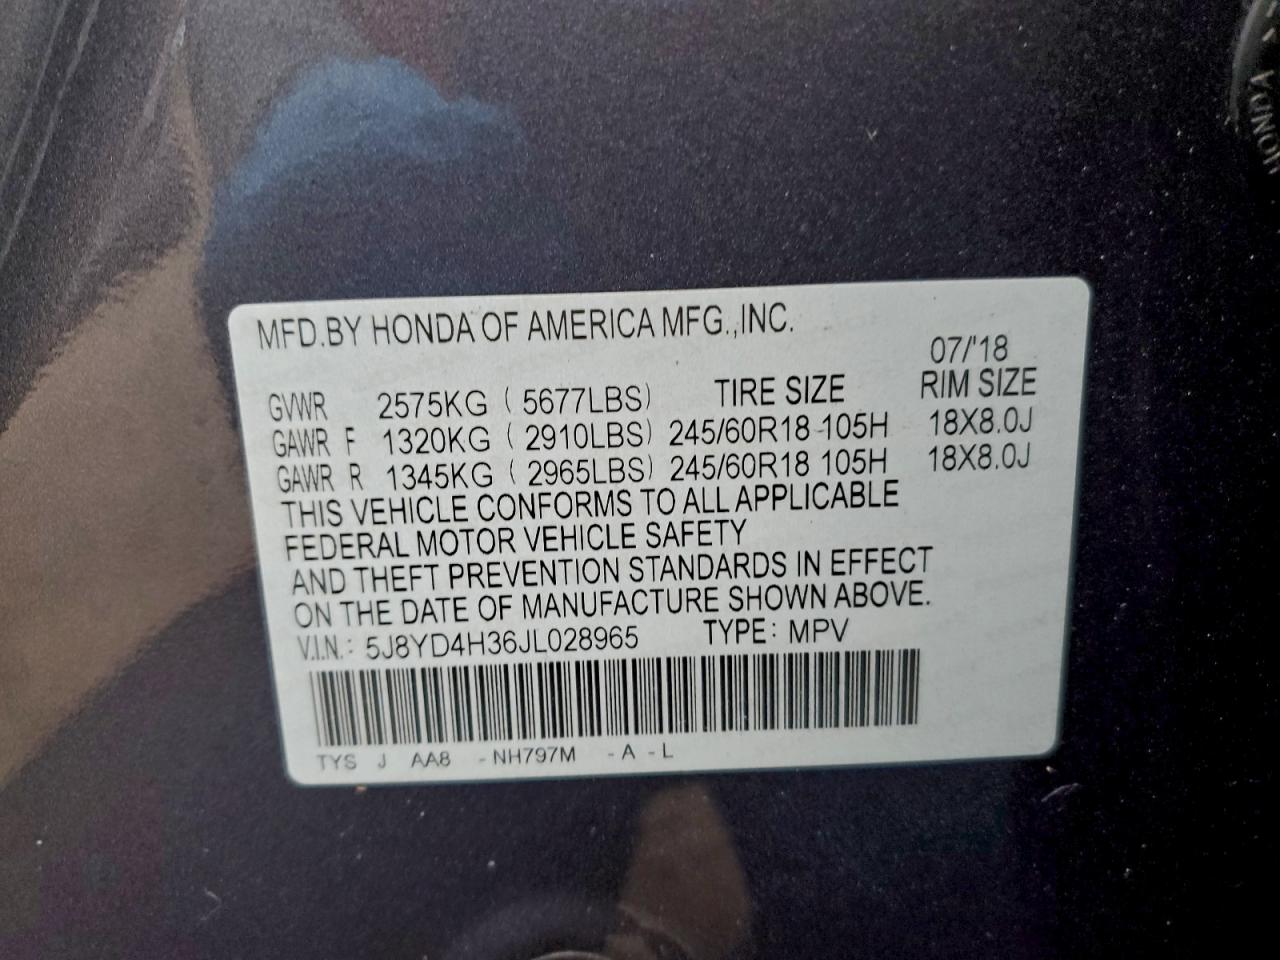 MFD.BY HONDA OF AMERICA MFG.,INC.
07/'18
GVWR 2575KG ( 5677LBS) TIRE SIZE RIM SIZE
GAWR F 1320KG ( 2910LBS) 245/60R18 105H 18X8.0J
GAWR R 1345KG ( 2965LBS) 245/60R18 105H 18X8.0J
THIS VEHICLE CONFORMS TO ALL APPLICABLE
FEDERAL MOTOR VEHICLE SAFETY
AND THEFT PREVENTION STANDARDS IN EFFECT
ON THE DATE OF MANUFACTURE SHOWN ABOVE.
V.I.N.: 5J8YD4H36JL028965 TYPE: MPV
TYS J AA8 -NH797M -A -L
HONDA